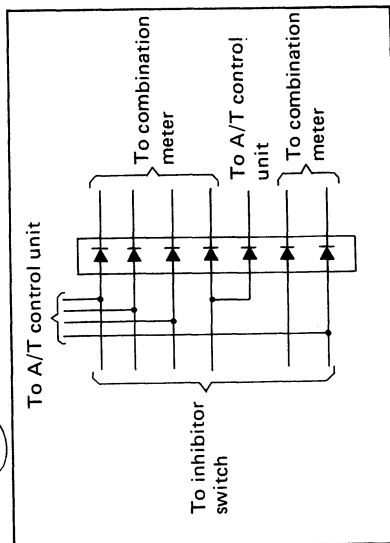 To A/T control unit
To combination
meter
To A/T control
unit
To combination
meter
To inhibitor
switch